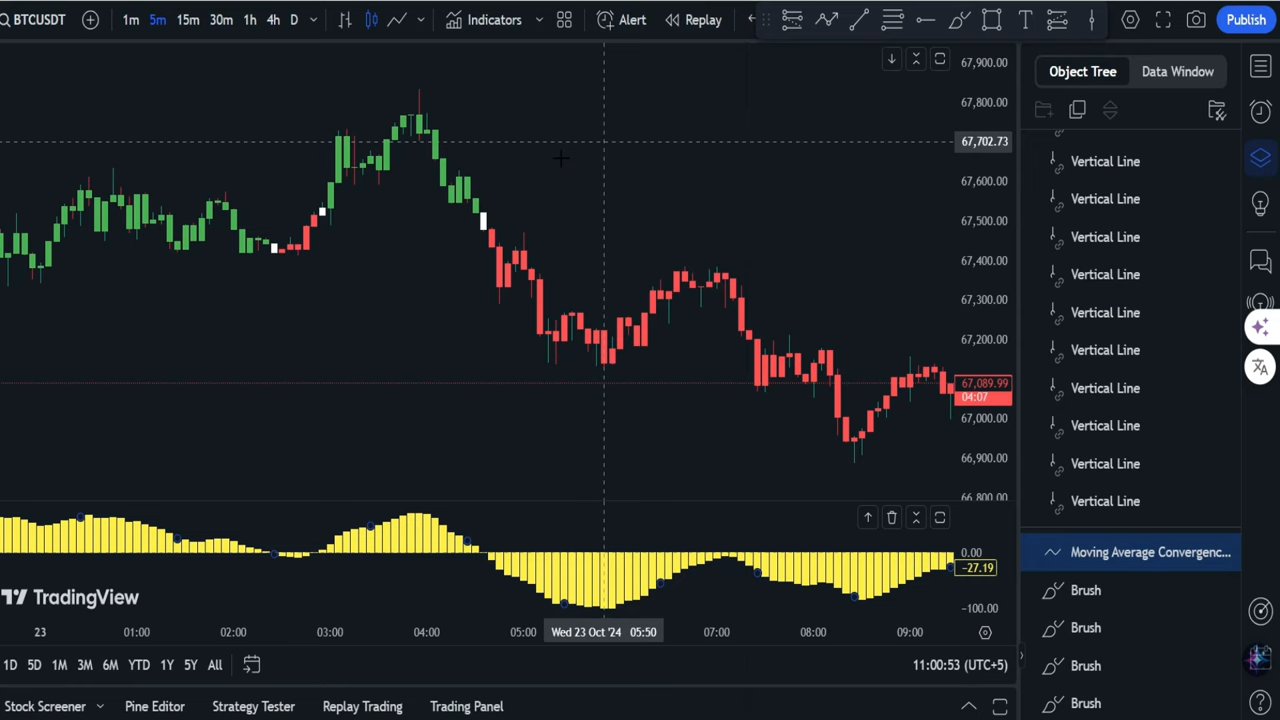 BTCUSDT
1m 5m 15m 30m 1h 4h D
Indicators
Alert
Replay
Publish
67,900.00
67,800.00
67,702.73
67,600.00
67,500.00
67,400.00
67,300.00
67,200.00
67,089.99
04:07
67,000.00
66,900.00
66,800.00
0.00
−27.19
−100.00
TradingView
23 01:00 02:00 03:00 04:00 05:00 Wed 23 Oct '24 05:50 07:00 08:00 09:00
1D 5D 1M 3M 6M YTD 1Y 5Y All
11:00:53 (UTC+5)
Stock Screener Pine Editor Strategy Tester Replay Trading Trading Panel
Object Tree Data Window
Vertical Line
Vertical Line
Vertical Line
Vertical Line
Vertical Line
Vertical Line
Vertical Line
Vertical Line
Vertical Line
Vertical Line
Moving Average Convergenc...
Brush
Brush
Brush
Brush